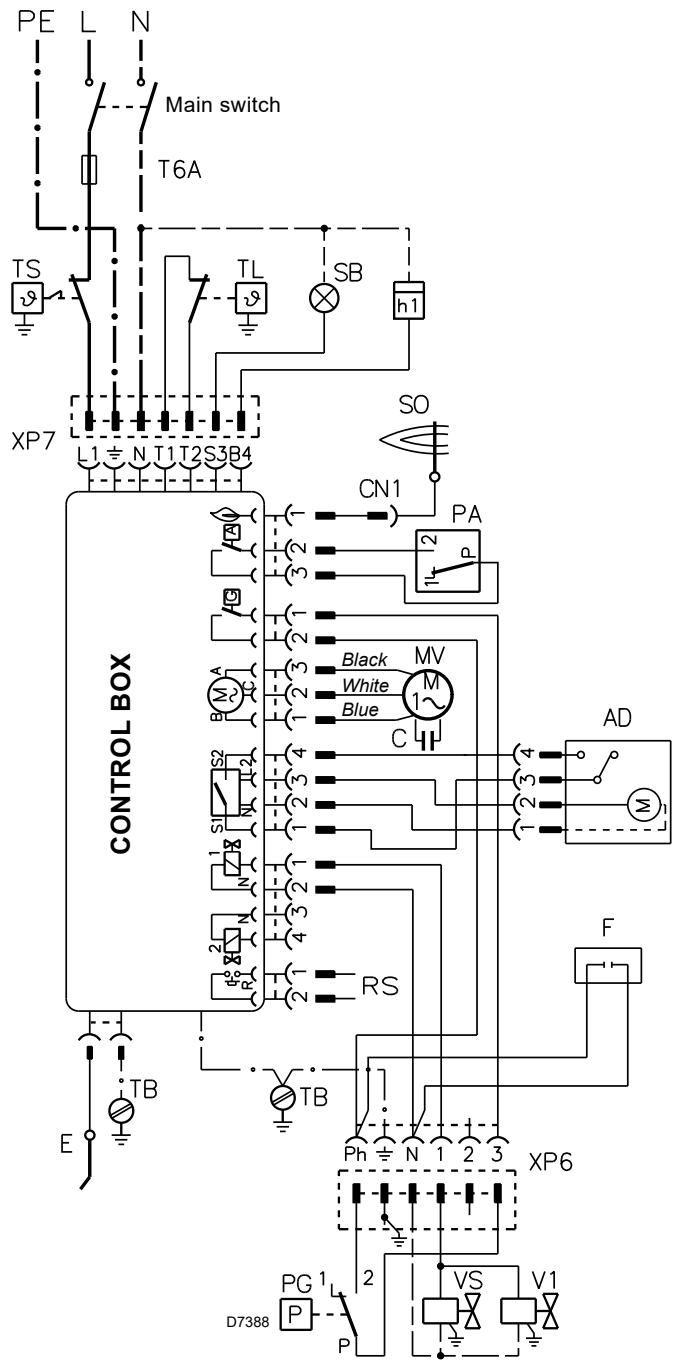 PE L N
Main switch
T6A
TS
ϑ
TL
ϑ
SB
h1
XP7
L1 N T1 T2 S3 B4
SO
CN1
PA
2
P
1
CONTROL BOX
1
A
2
3
G
1
2
A
M
C
B
3
2
1
Black
White
Blue
MV
M
1
C
AD
S2
L2
N
S1
4
3
2
1
4
3
2
1
M
1
N
1
2
N
2
3
4
R
1
2
RS
F
TB
TB
E
Ph N 1 2 3
XP6
PG
P
1
2
P
D7388
VS
V1